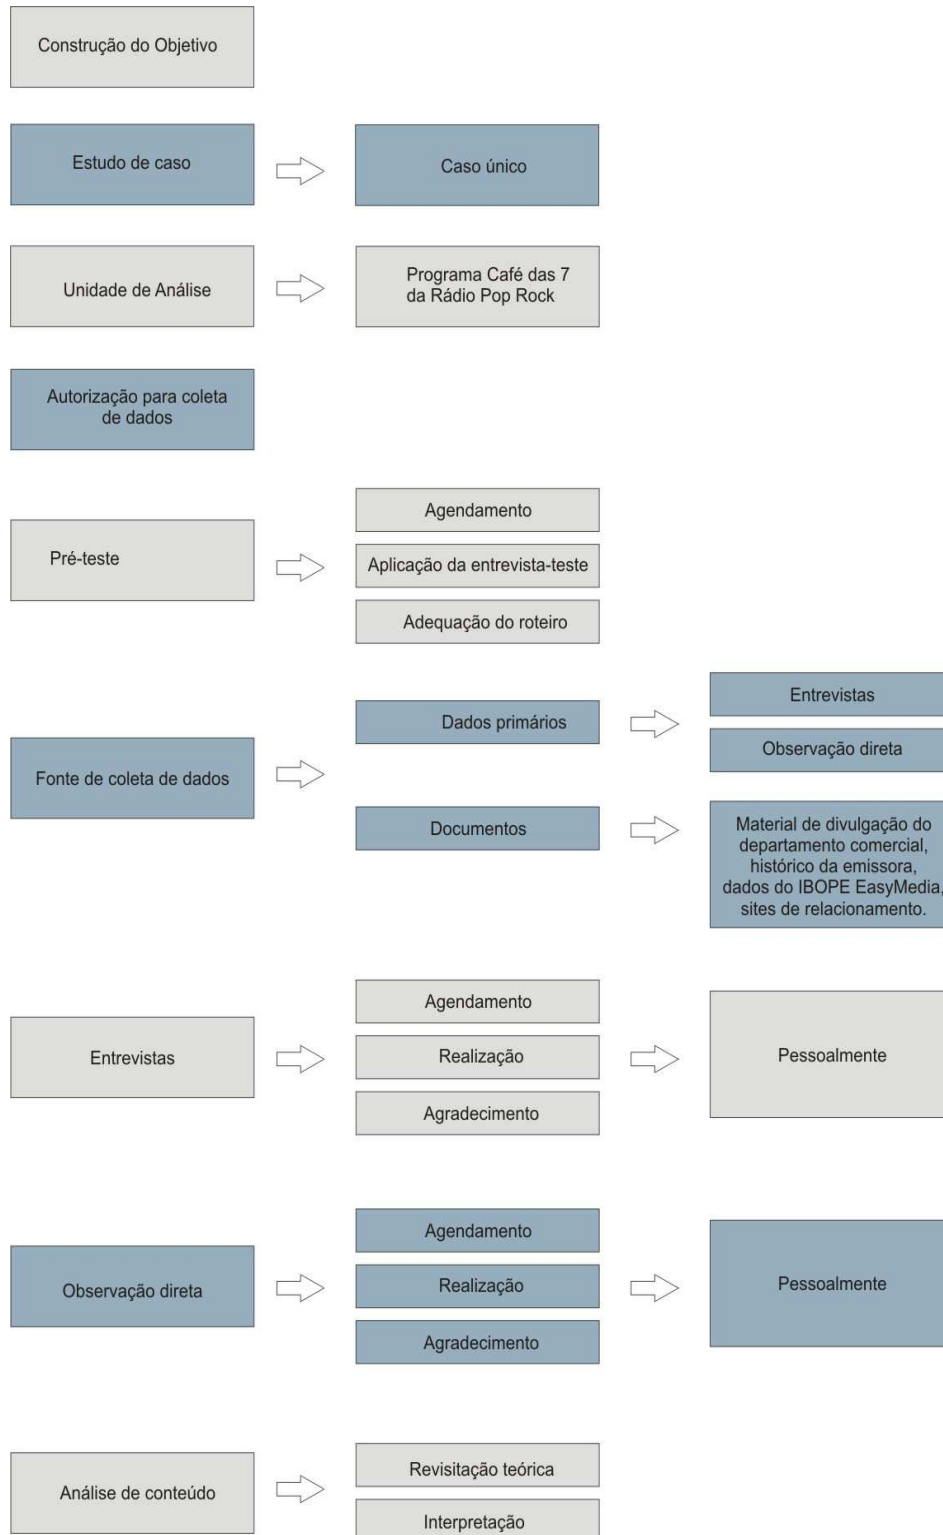 Construção do Objetivo
Estudo de caso
Caso único
Unidade de Análise
Programa Café das 7
da Rádio Pop Rock
Autorização para coleta
de dados
Pré-teste
Agendamento
Aplicação da entrevista-teste
Adequação do roteiro
Fonte de coleta de dados
Dados primários
Entrevistas
Observação direta
Documentos
Material de divulgação do
departamento comercial,
histórico da emissora,
dados do IBOPE EasyMedia,
sites de relacionamento.
Entrevistas
Agendamento
Realização
Agradecimento
Pessoalmente
Observação direta
Agendamento
Realização
Agradecimento
Pessoalmente
Análise de conteúdo
Revisitação teórica
Interpretação